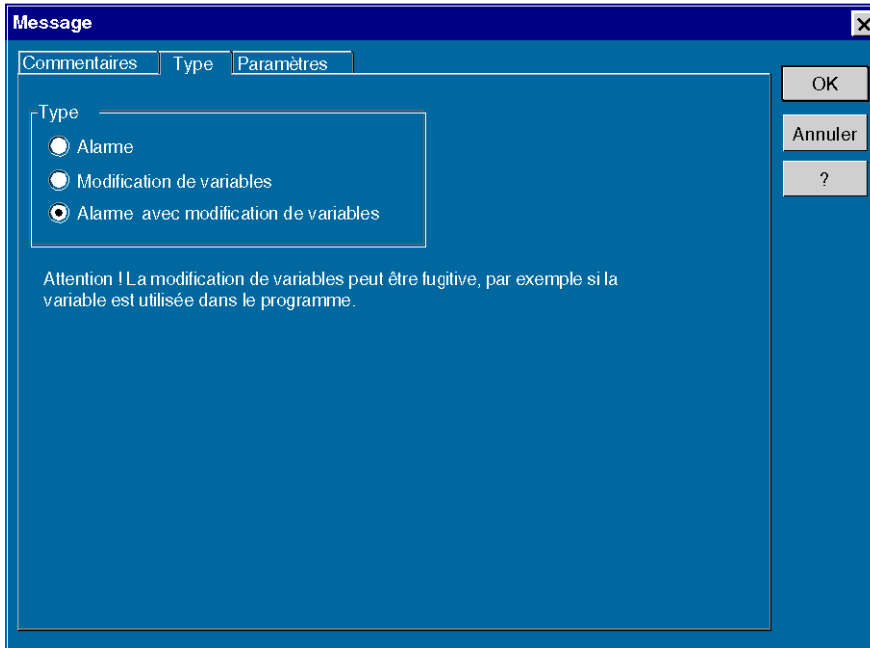 Message
Commentaires Type Paramètres
OK
Annuler
?
Type
Alarme
Modification de variables
Alarme avec modification de variables
Attention ! La modification de variables peut être fugitive, par exemple si la
variable est utilisée dans le programme.